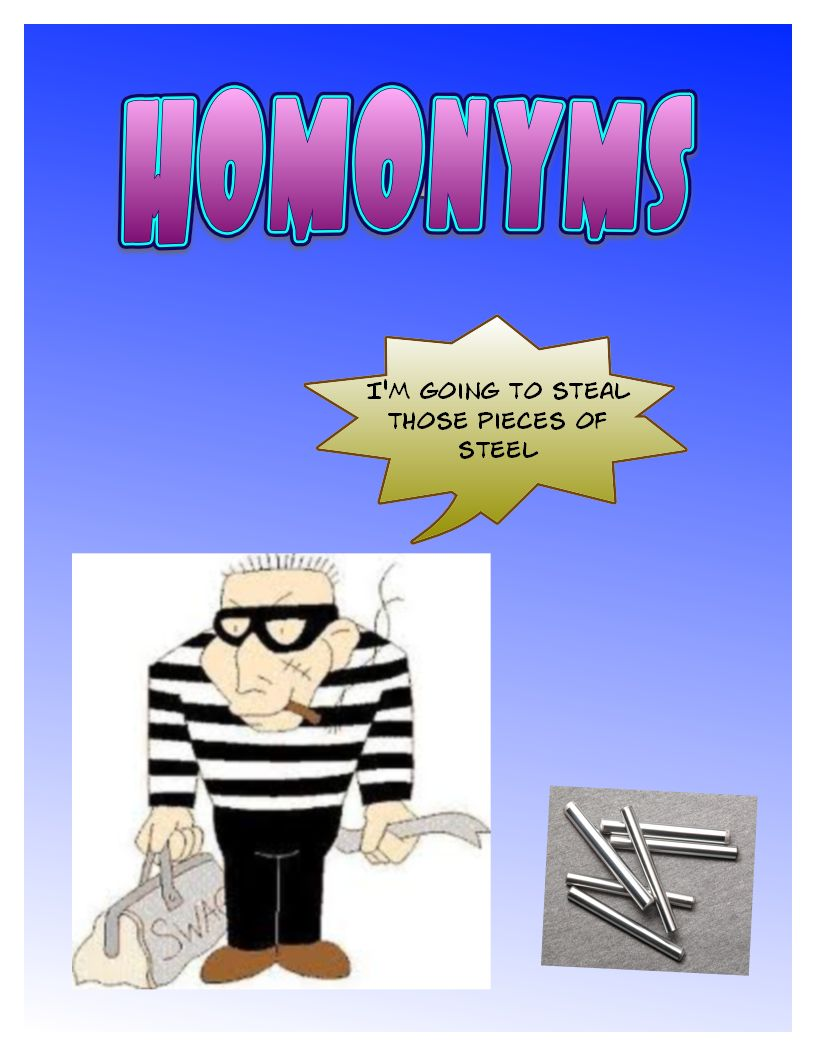 HOMONYMS
I'M GOING TO STEAL
THOSE PIECES OF
STEEL
SWAG